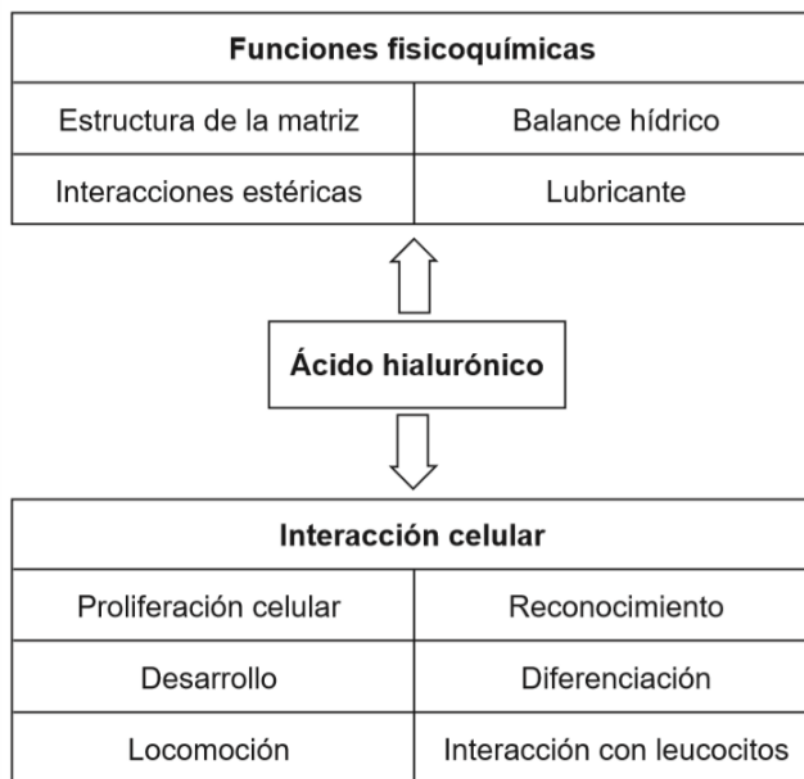 Funciones fisicoquímicas
Estructura de la matriz Balance hídrico
Interacciones estéricas Lubricante
Ácido hialurónico
Interacción celular
Proliferación celular Reconocimiento
Desarrollo Diferenciación
Locomoción Interacción con leucocitos